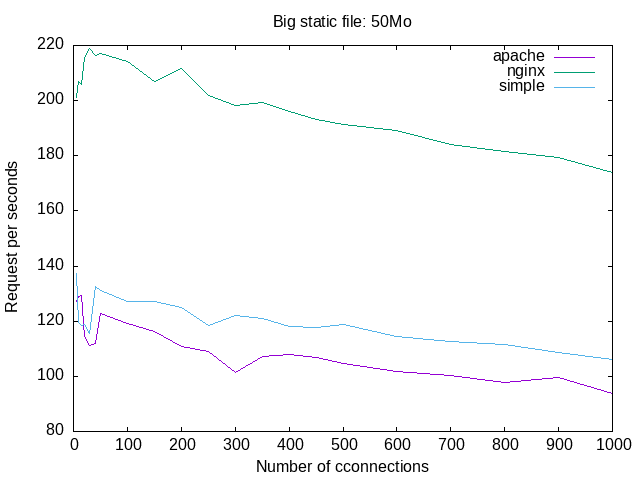 Big static file: 50Mo
220
200
180
160
140
120
100
80
Request per seconds
apache
nginx
simple
0 100 200 300 400 500 600 700 800 900 1000
Number of cconnections